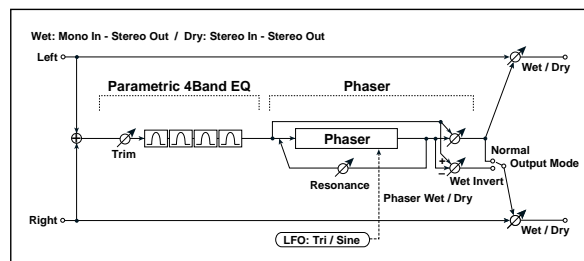 Wet: Mono In - Stereo Out / Dry: Stereo In - Stereo Out
Left
Wet / Dry
Parametric 4Band EQ
Phaser
Phaser
Trim
Resonance
+
–
Normal
Output Mode
Wet Invert
Phaser Wet / Dry
Right
Wet / Dry
LFO: Tri / Sine